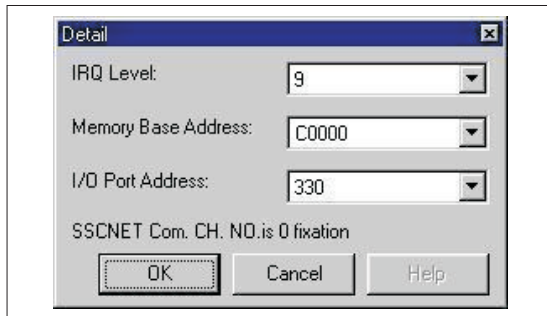 Detail
IRQ Level: 9
Memory Base Address: C0000
I/O Port Address: 330
SSCNET Com. CH. NO.is 0 fixation
OK Cancel Help